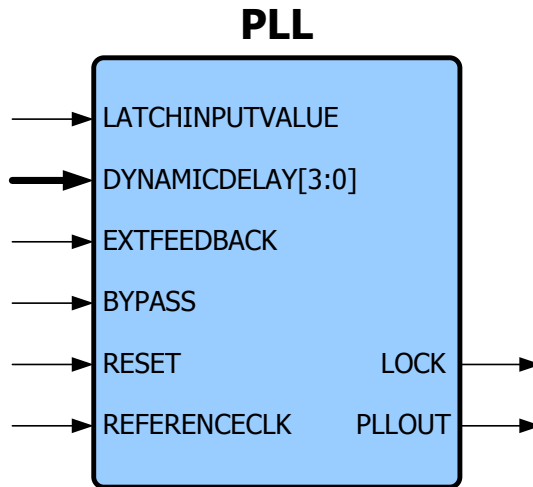 PLL
LATCHINPUTVALUE
DYNAMICDELAY[3:0]
EXTFEEDBACK
BYPASS
RESET LOCK
REFERENCECLK PLLOUT